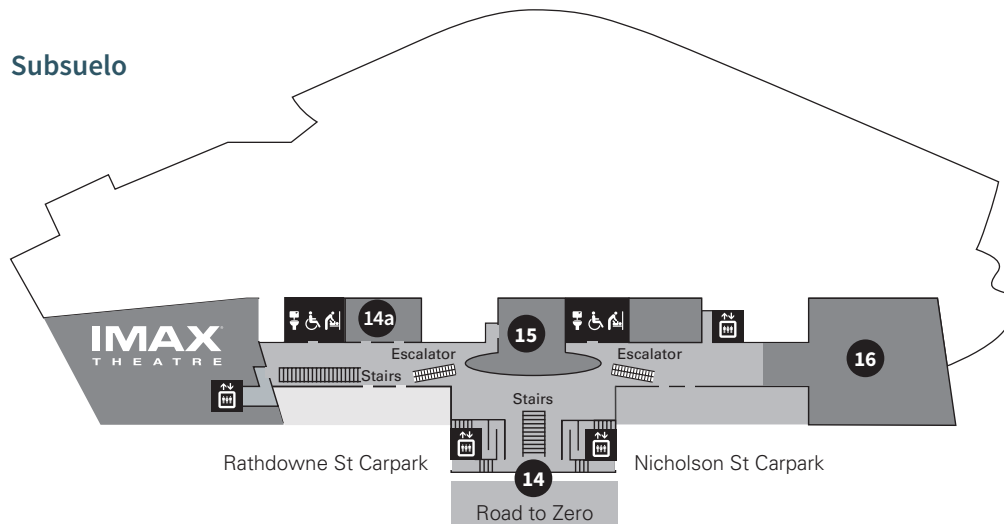 Subsuelo
IMAX
THEATRE
14a
15
16
Escalator
Escalator
Stairs
Stairs
Rathdowne St Carpark
Nicholson St Carpark
14
Road to Zero